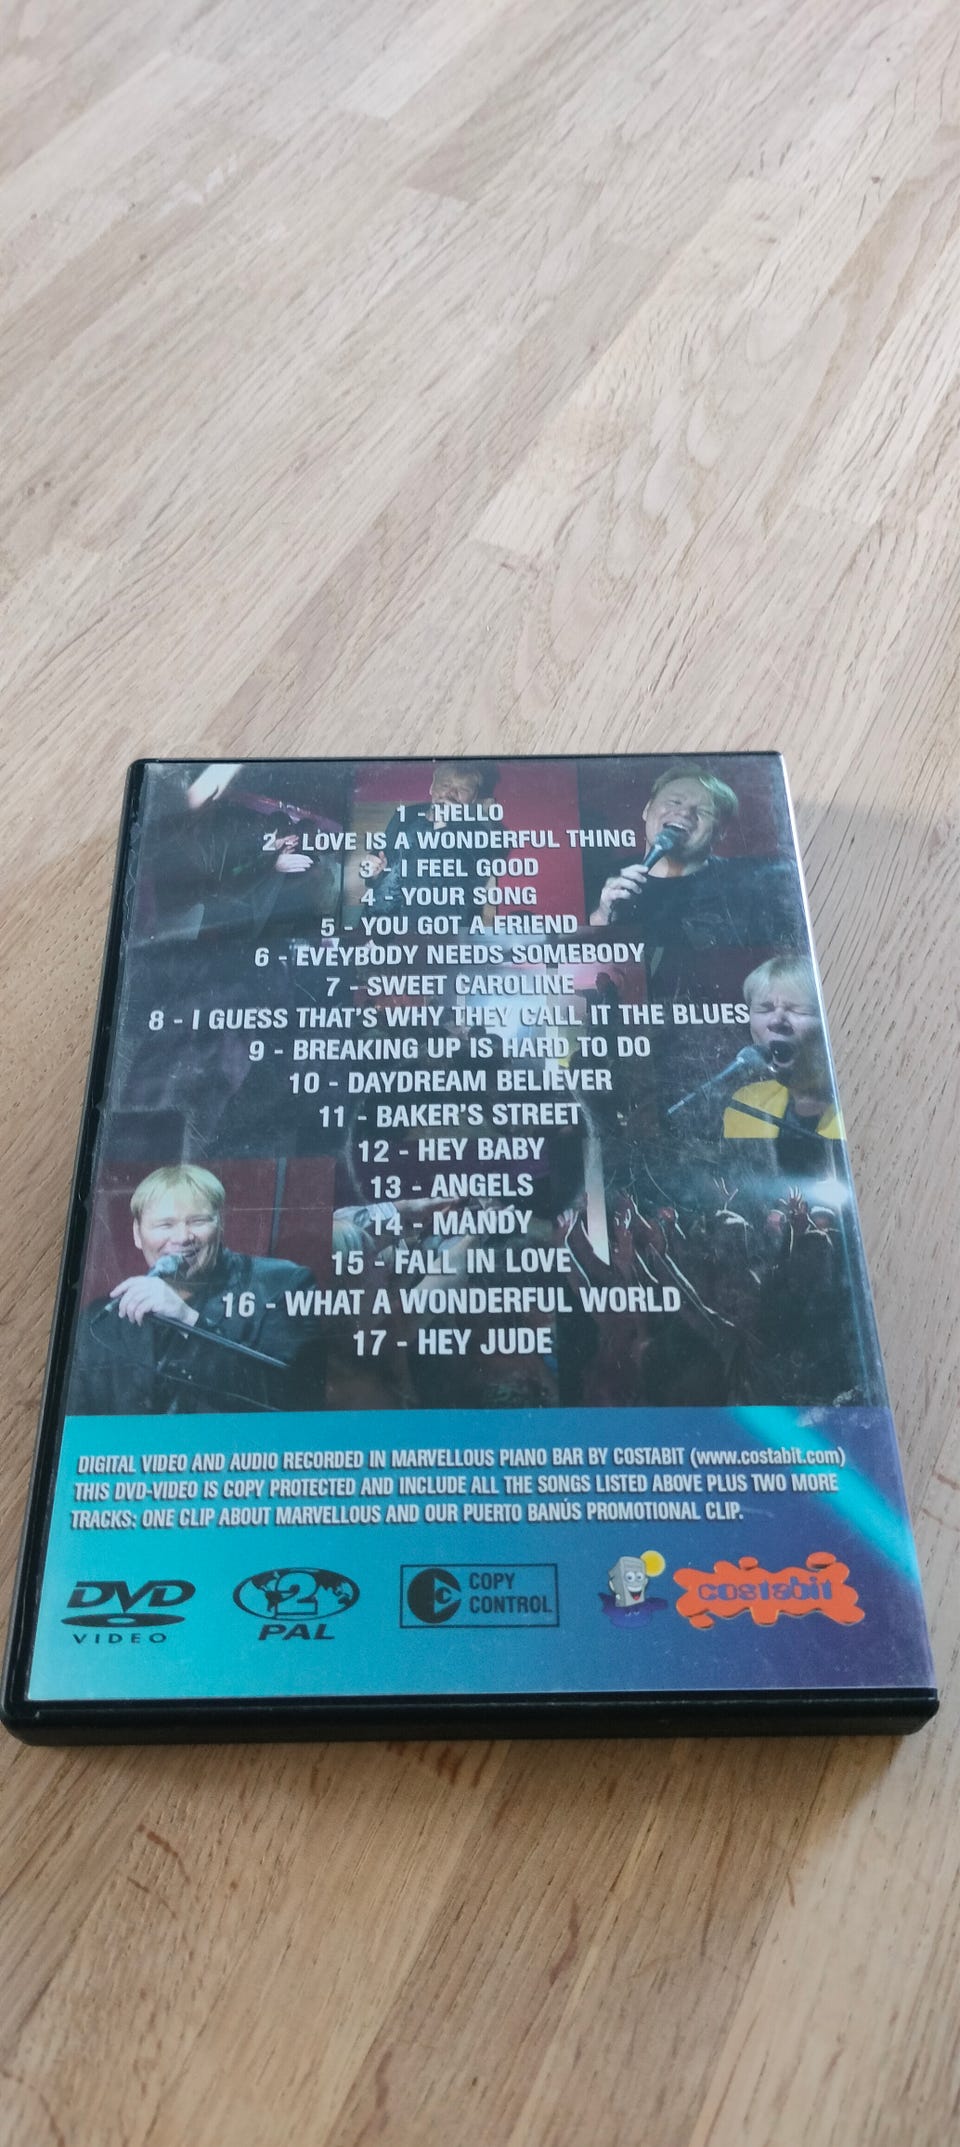 1 - HELLO
2 - LOVE IS A WONDERFUL THING
3 - I FEEL GOOD
4 - YOUR SONG
5 - YOU GOT A FRIEND
6 - EVEYBODY NEEDS SOMEBODY
7 - SWEET CAROLINE
8 - I GUESS THAT'S WHY THEY CALL IT THE BLUES
9 - BREAKING UP IS HARD TO DO
10 - DAYDREAM BELIEVER
11 - BAKER'S STREET
12 - HEY BABY
13 - ANGELS
14 - MANDY
15 - FALL IN LOVE
16 - WHAT A WONDERFUL WORLD
17 - HEY JUDE
DIGITAL VIDEO AND AUDIO RECORDED IN MARVELLOUS PIANO BAR BY COSTABIT (www.costabit.com)
THIS DVD-VIDEO IS COPY PROTECTED AND INCLUDE ALL THE SONGS LISTED ABOVE PLUS TWO MORE
TRACKS: ONE CLIP ABOUT MARVELLOUS AND OUR PUERTO BANÚS PROMOTIONAL CLIP.
DVD
VIDEO
2
PAL
C
COPY
CONTROL
costabit